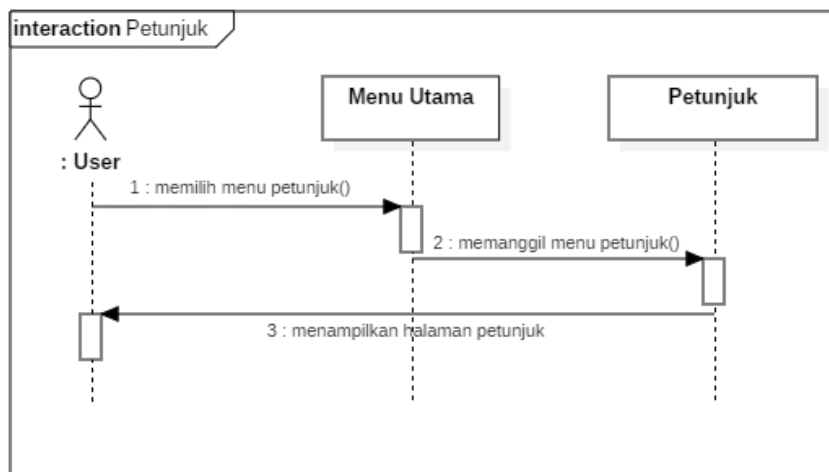 interaction Petunjuk
Menu Utama
Petunjuk
: User
1 : memilih menu petunjuk()
2 : memanggil menu petunjuk()
3 : menampilkan halaman petunjuk